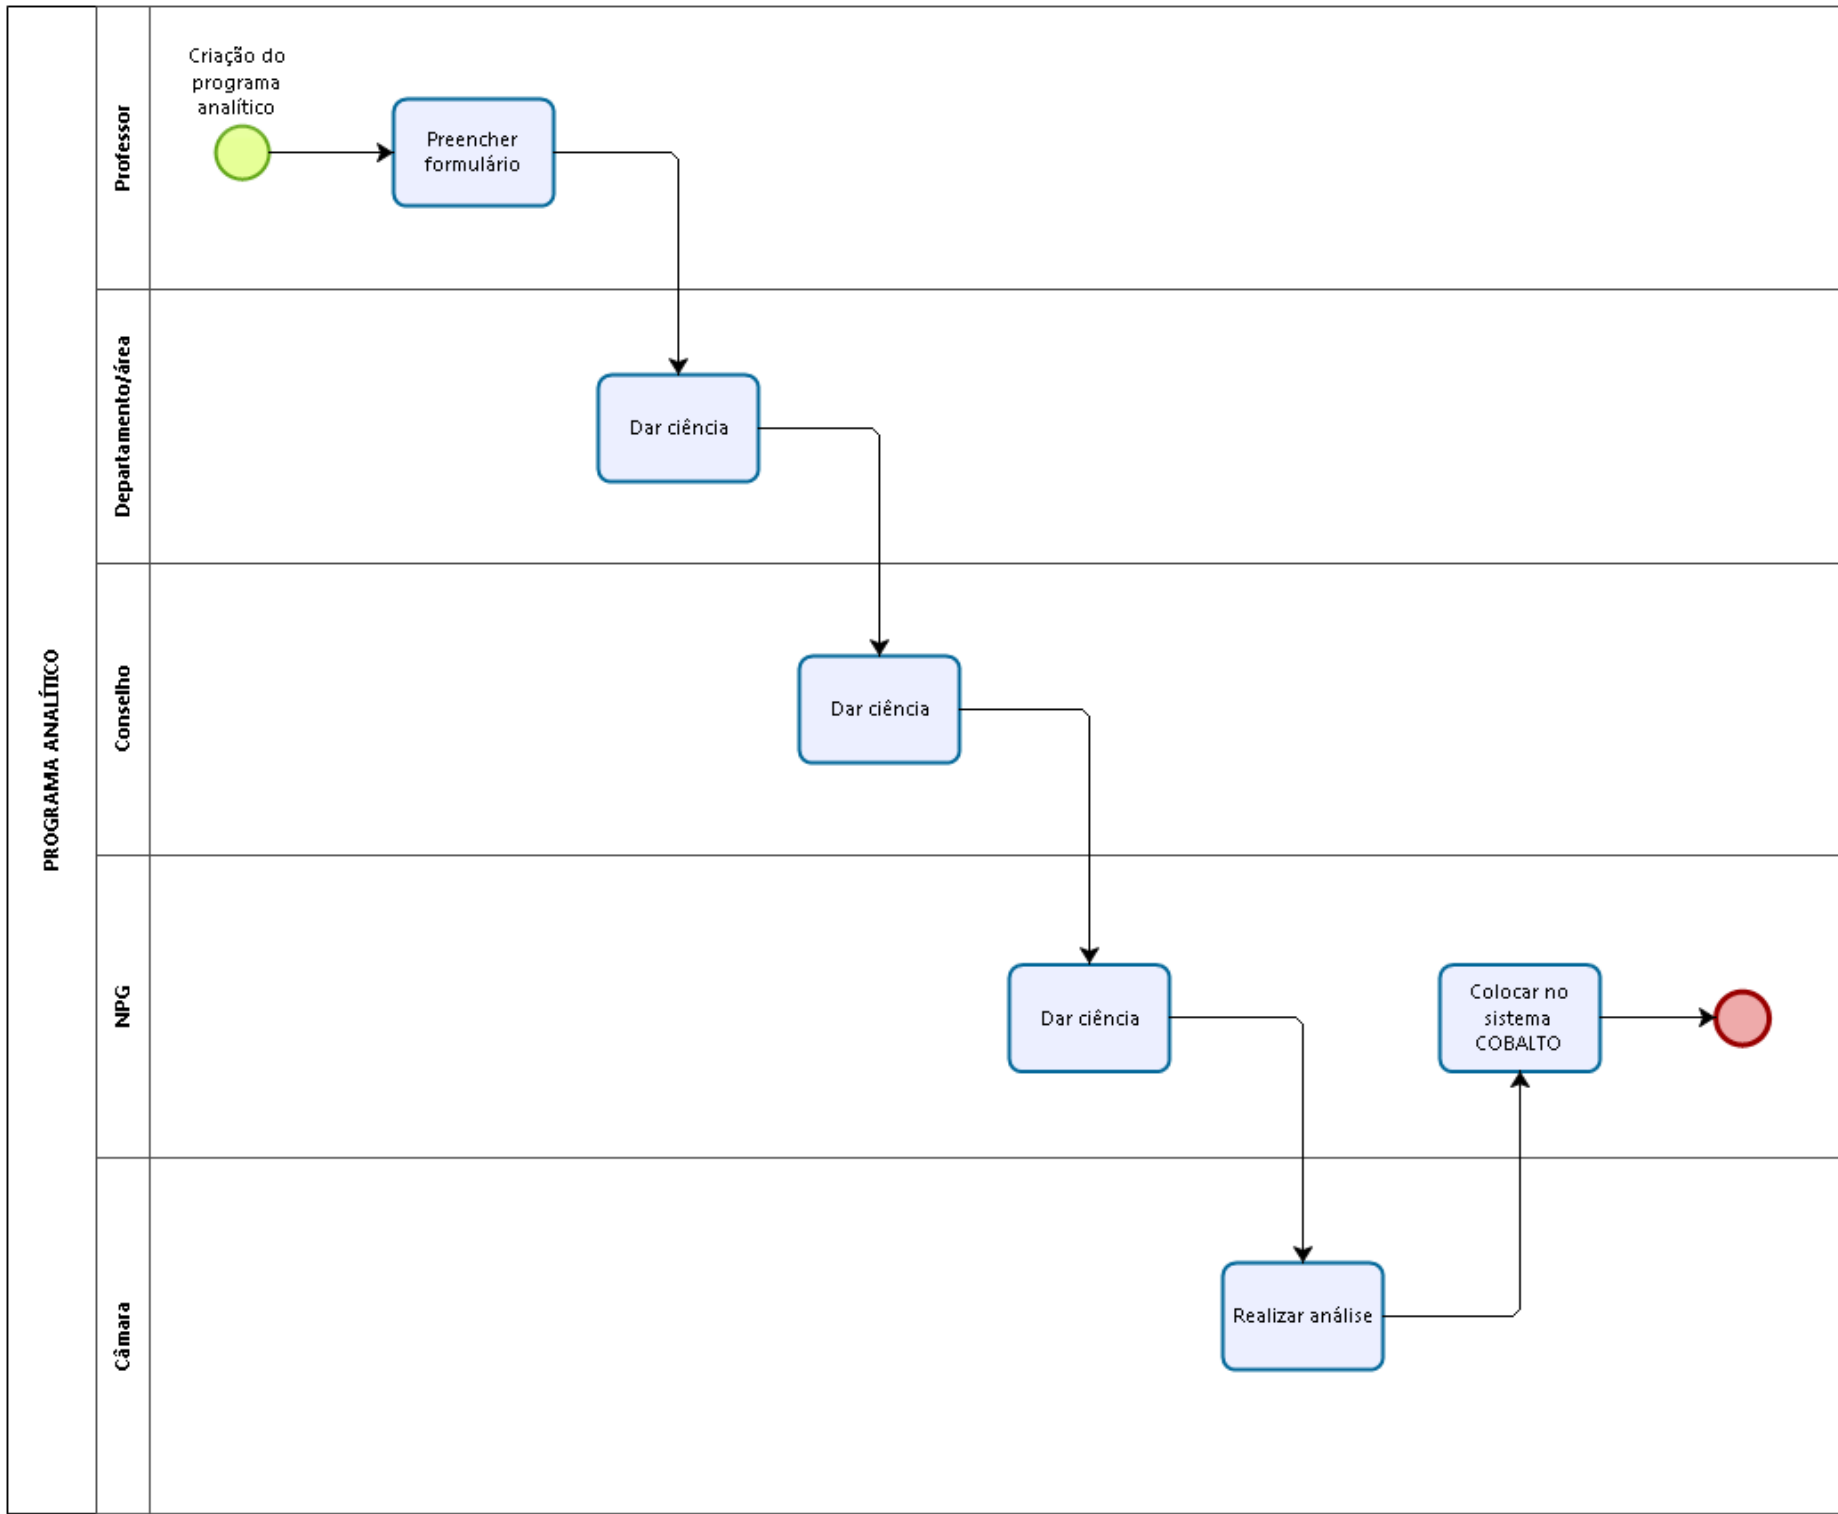 PROGRAMA ANALÍTICO
Professor
Criação do
programa
analítico
Preencher
formulário
Departamento/área
Dar ciência
Conselho
Dar ciência
NPG
Dar ciência
Colocar no
sistema
COBALTO
Câmara
Realizar análise